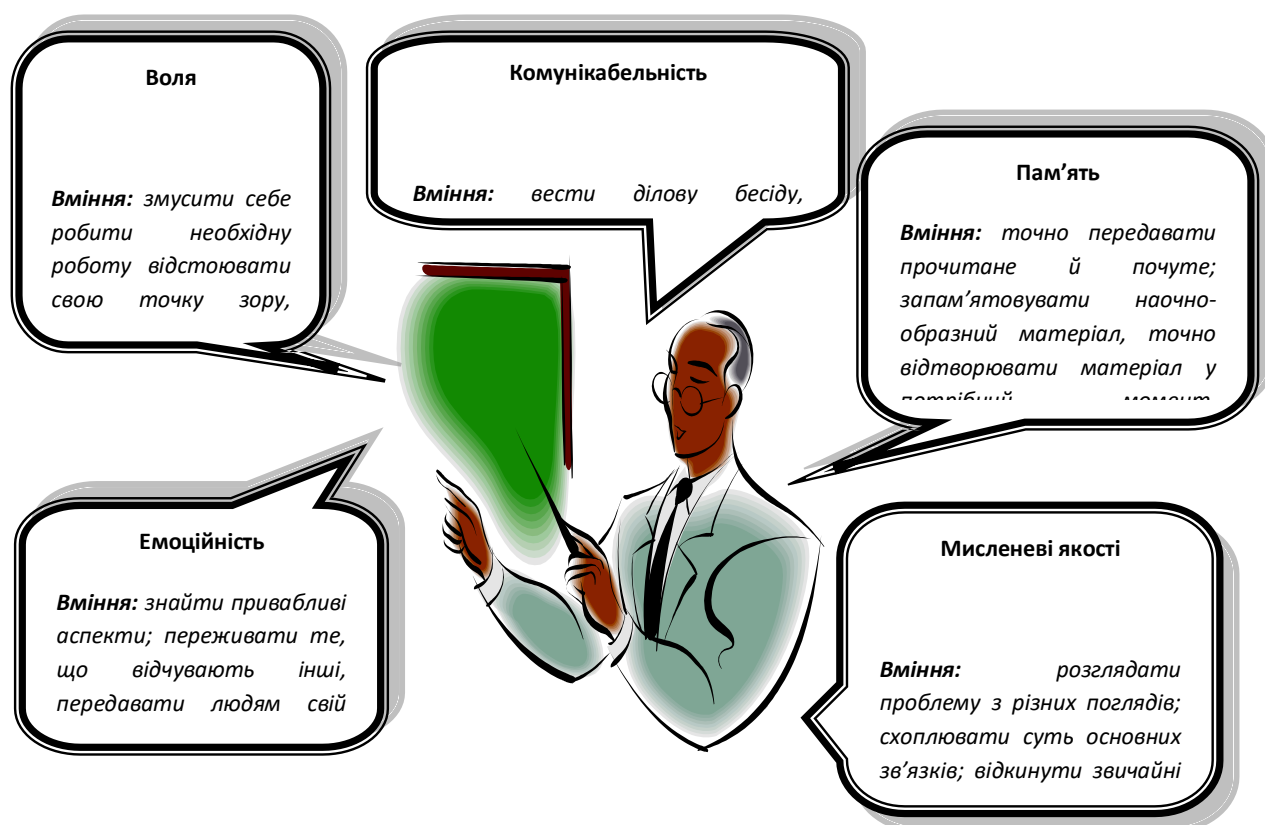 Воля
Вміння: змусити себе
робити необхідну
роботу відстоювати
свою точку зору,
Комунікабельність
Вміння: вести ділову бесіду,
Пам’ять
Вміння: точно передавати
прочитане й почуте;
запам’ятовувати наочно-
образний матеріал, точно
відтворювати матеріал у
потрібний момент,
Емоційність
Вміння: знайти привабливі
аспекти; переживати те,
що відчувають інші,
передавати людям свій
Мисленеві якості
Вміння: розглядати
проблему з різних поглядів;
схоплювати суть основних
зв'язків; відкинути звичайні